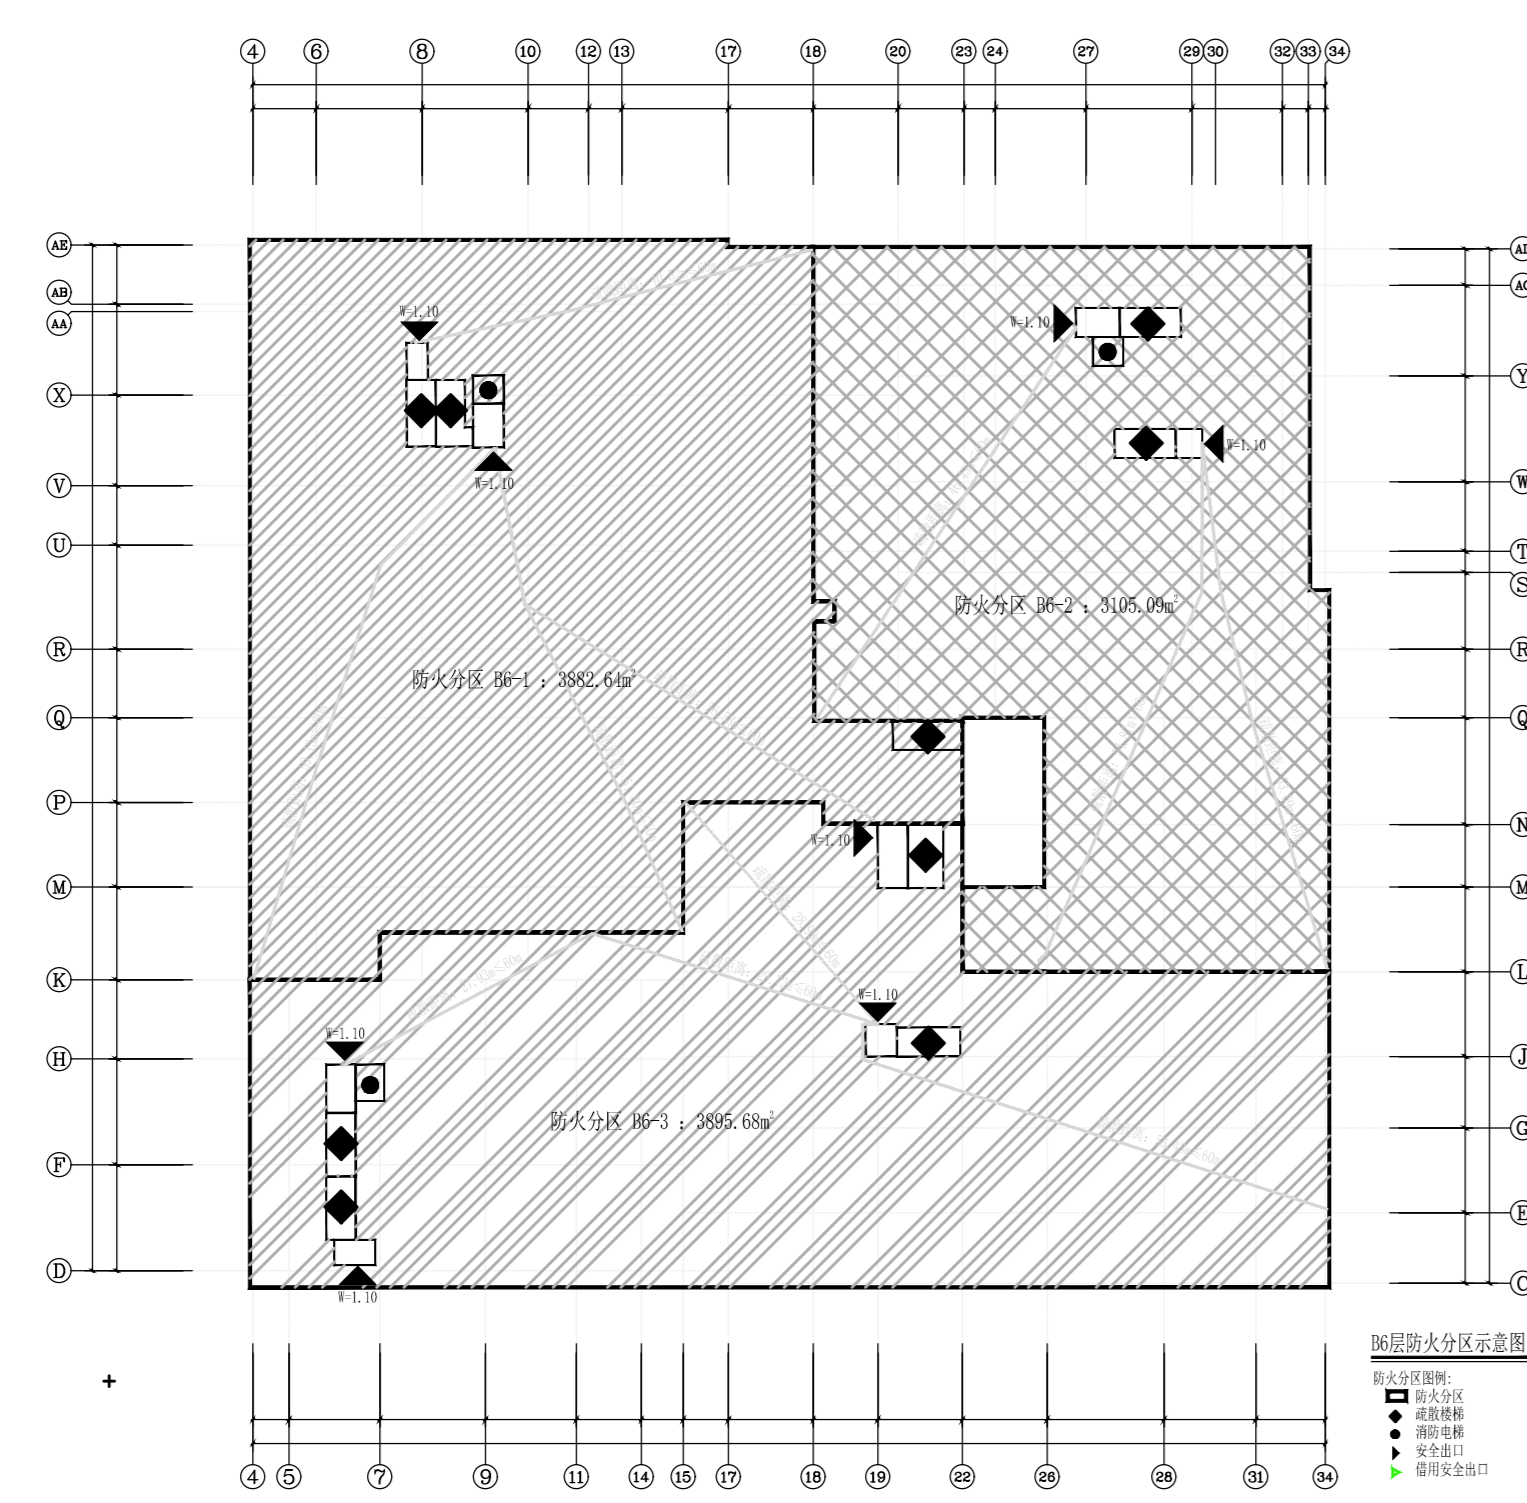 4 6 8 10 12 13 17 18 20 23 24 27 29 30 32 33 34
AE
AB
AA
W=1.10
W=1.10
X
Y
W=1.10
V
W=1.10
W
U
T
防火分区 B6-2 : 3105.09m²
S
R
R
防火分区 B6-1 : 3882.64m²
Q
Q
P
N
W=1.10
M
M
K
L
W=1.10
W=1.10
H
J
防火分区 B6-3 : 3895.68m²
G
F
E
D
W=1.10
C
B6层防火分区示意图
防火分区图例:
防火分区
疏散楼梯
消防电梯
安全出口
借用安全出口
4 5 7 9 11 14 15 17 18 19 22 26 28 31 34